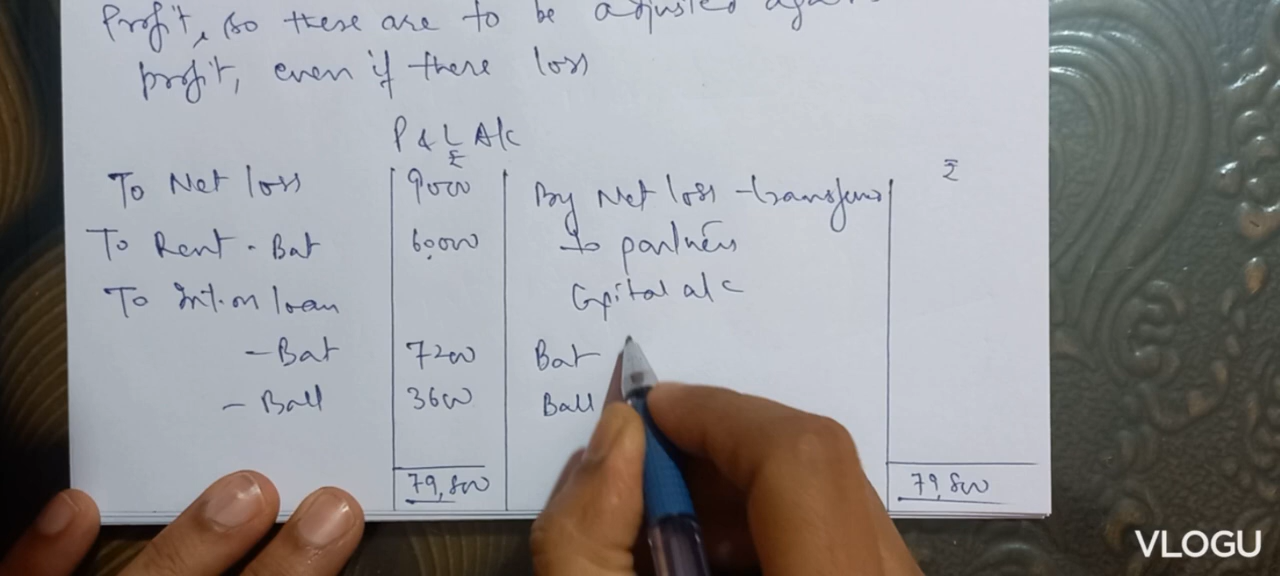 Profit, so these are to be adjusted
profit, even if there loss
P & L A/c
₹ ₹
To Net loss 9000 By Net loss transferred
To Rent - Bat 60,000 to partners
To Int. on loan Capital a/c
- Bat 7200 Bat
- Ball 3600 Ball
79,800 79,800
VLOGU